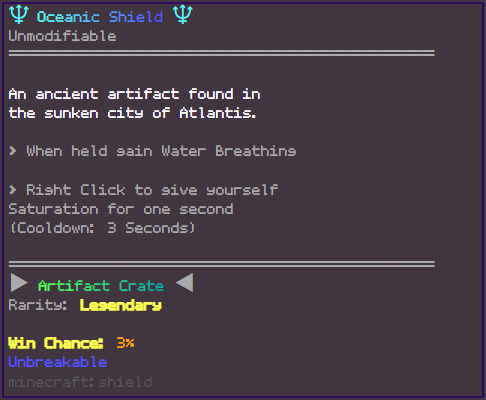 🔱 Oceanic Shield 🔱
Unmodifiable
An ancient artifact found in
the sunken city of Atlantis.
> When held gain Water Breathing
> Right Click to give yourself
Saturation for one second
(Cooldown: 3 Seconds)
▶ Artifact Crate ◀
Rarity: Legendary
Win Chance: 3%
Unbreakable
minecraft:shield